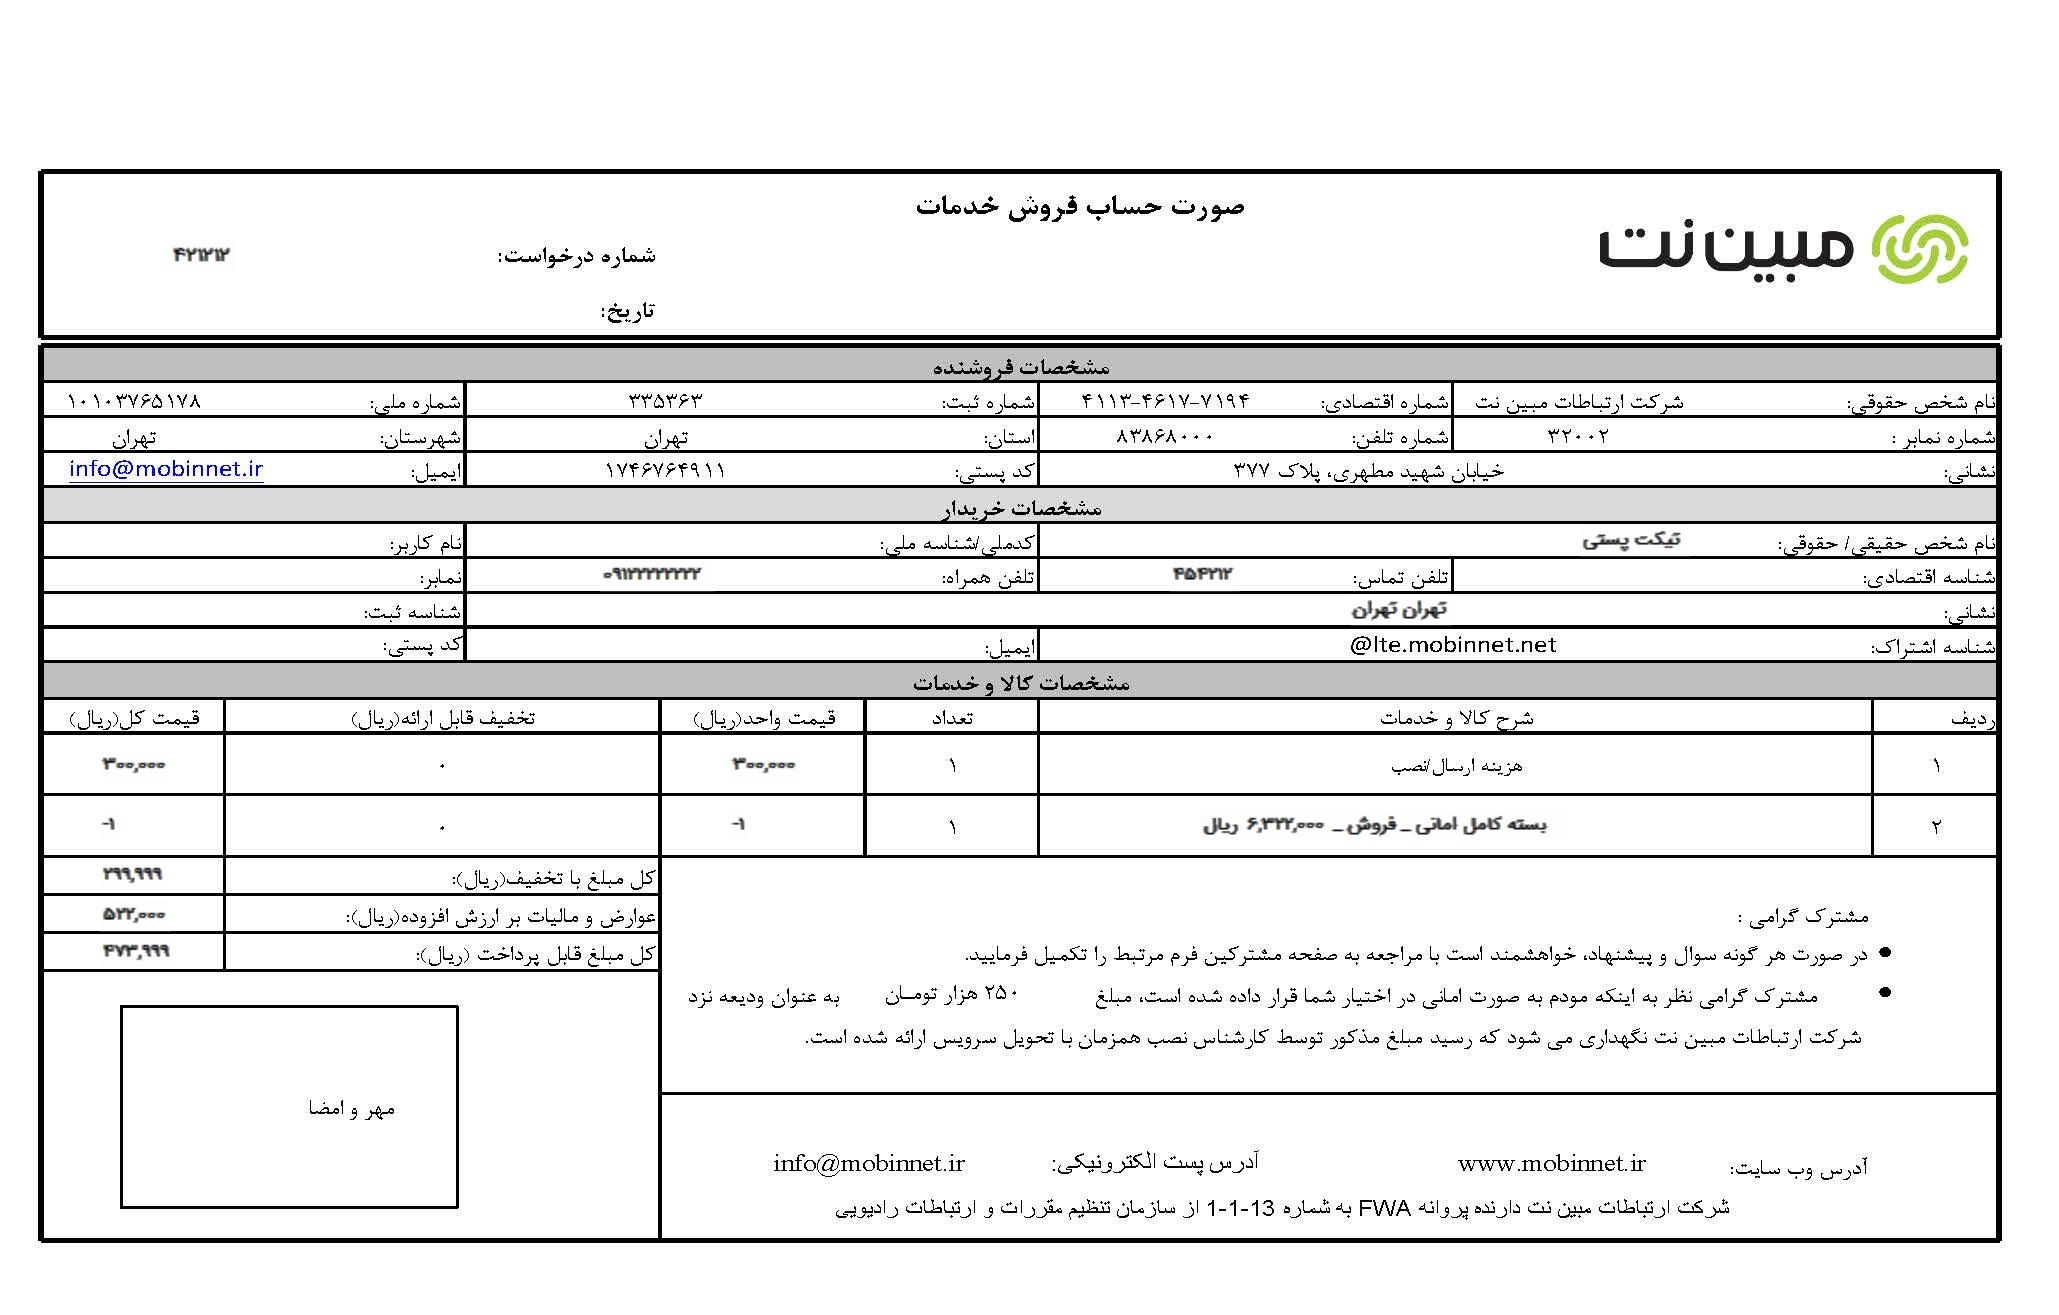 مبین نت
صورت حساب فروش خدمات
شماره درخواست: ۴۲۱۲۱۲
تاریخ:
مشخصات فروشنده
نام شخص حقوقی: شرکت ارتباطات مبین نت شماره اقتصادی: ۴۱۱۳-۴۶۱۷-۷۱۹۴ شماره ثبت: ۳۳۵۳۶۳ شماره ملی: ۱۰۱۰۳۷۶۵۱۷۸
شماره نمابر : ۳۲۰۰۲ شماره تلفن: ۸۳۸۶۸۰۰۰ استان: تهران شهرستان: تهران
نشانی: خیابان شهید مطهری، پلاک ۳۷۷ کد پستی: ۱۷۴۶۷۶۴۹۱۱ ایمیل: info@mobinnet.ir
مشخصات خریدار
نام شخص حقیقی/ حقوقی: تیکت پستی کدملی/شناسه ملی: نام کاربر:
شناسه اقتصادی: تلفن تماس: ۴۵۴۲۱۲ تلفن همراه: ۰۹۱۲۲۲۲۲۲۲۲ نمابر:
نشانی: تهران تهران شناسه ثبت:
شناسه اشتراک: @lte.mobinnet.net ایمیل: کد پستی:
مشخصات کالا و خدمات
ردیف شرح کالا و خدمات تعداد قیمت واحد(ریال) تخفیف قابل ارائه(ریال) قیمت کل(ریال)
۱ هزینه ارسال/نصب ۱ ۳۰۰,۰۰۰ ۰ ۳۰۰,۰۰۰
۲ بسته کامل امانی _ فروش _ ۶,۳۲۲,۰۰۰ ریال ۱ -۱ ۰ -۱
کل مبلغ با تخفیف(ریال): ۲۹۹,۹۹۹
عوارض و مالیات بر ارزش افزوده(ریال): ۵۲۲,۰۰۰
کل مبلغ قابل پرداخت (ریال): ۴۷۳,۹۹۹
مشترک گرامی :
● در صورت هر گونه سوال و پیشنهاد، خواهشمند است با مراجعه به صفحه مشترکین فرم مرتبط را تکمیل فرمایید.
● مشترک گرامی نظر به اینکه مودم به صورت امانی در اختیار شما قرار داده شده است، مبلغ ۲۵۰ هزار تومـان به عنوان ودیعه نزد
شرکت ارتباطات مبین نت نگهداری می شود که رسید مبلغ مذکور توسط کارشناس نصب همزمان با تحویل سرویس ارائه شده است.
مهر و امضا
آدرس وب سایت: www.mobinnet.ir آدرس پست الکترونیکی: info@mobinnet.ir
شرکت ارتباطات مبین نت دارنده پروانه FWA به شماره 13-1-1 از سازمان تنظیم مقررات و ارتباطات رادیویی